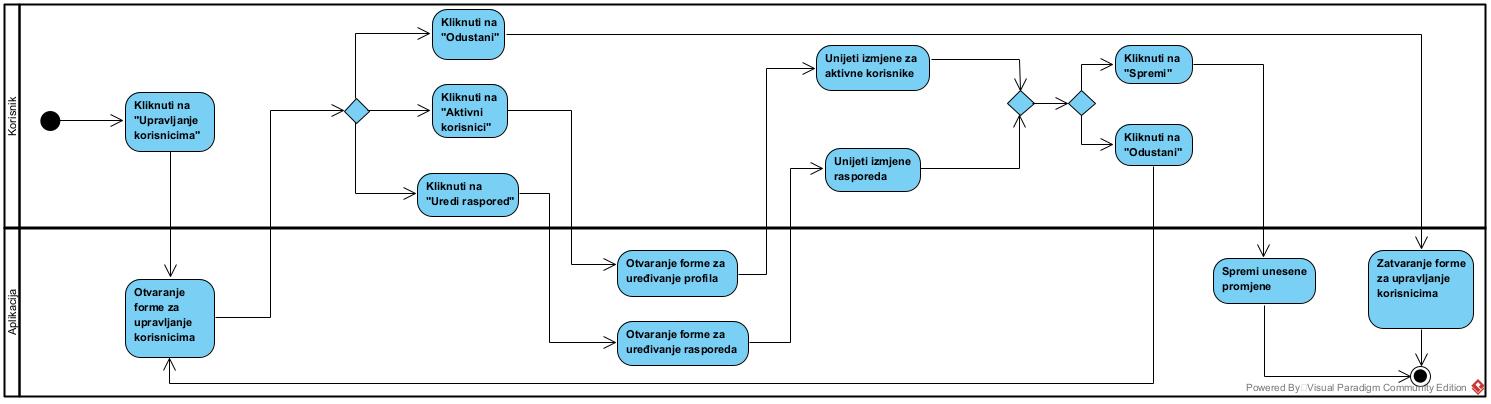 Korisnik
Kliknuti na
"Upravljanje
korisnicima"
Kliknuti na
"Odustani"
Kliknuti na
"Aktivni
korisnici"
Kliknuti na
"Uredi raspored"
Unijeti izmjene za
aktivne korisnike
Unijeti izmjene
rasporeda
Kliknuti na
"Spremi"
Kliknuti na
"Odustani"
Aplikacija
Otvaranje
forme za
upravljanje
korisnicima
Otvaranje forme za
uređivanje profila
Otvaranje forme za
uređivanje rasporeda
Spremi unesene
promjene
Zatvaranje forme
za upravljanje
korisnicima
Powered By Visual Paradigm Community Edition